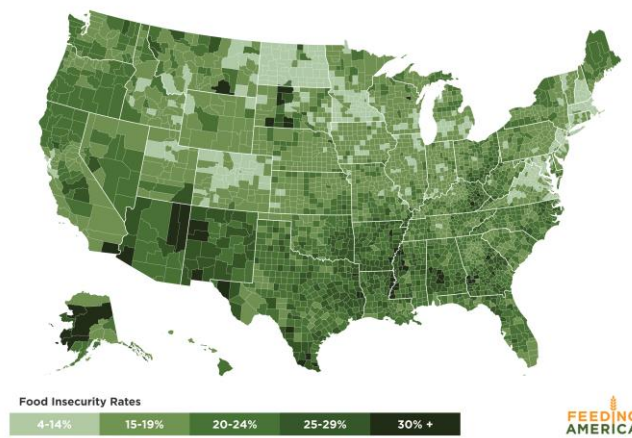 Food Insecurity Rates
4-14% 15-19% 20-24% 25-29% 30% +
FEEDING
AMERICA